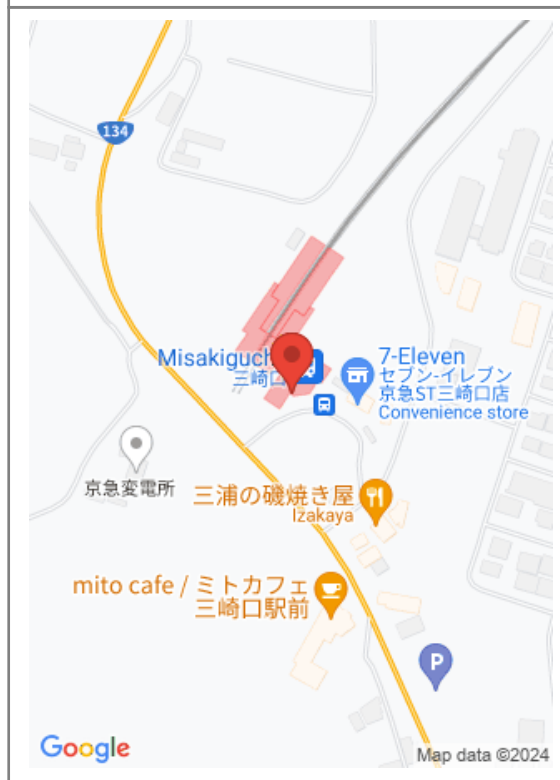 134
Misakiguch
三崎口
7-Eleven
セブン-イレブン
京急ST三崎口店
Convenience store
京急変電所
三浦の磯焼き屋
Izakaya
mito cafe / ミトカフェ
三崎口駅前
P
Google
Map data ©2024